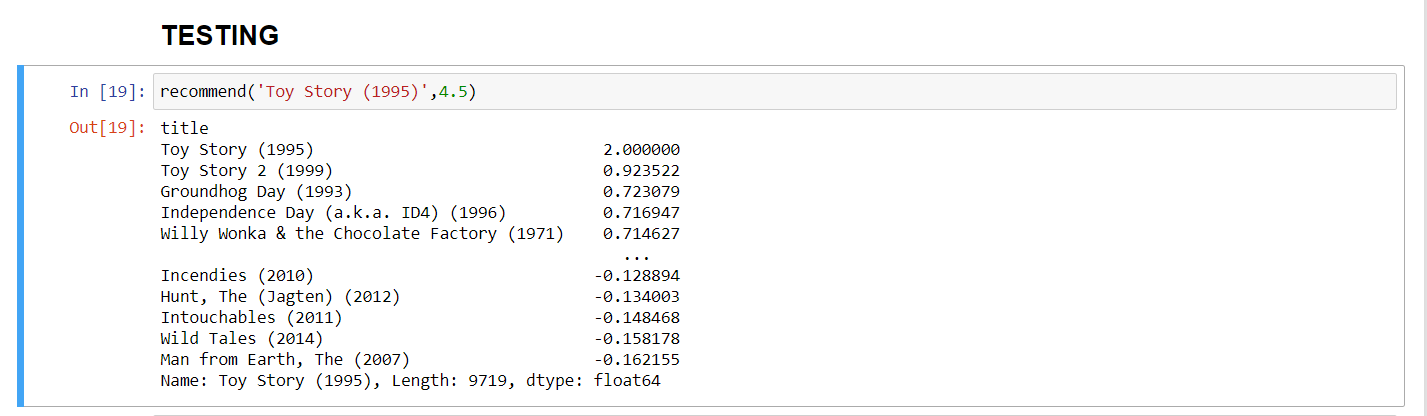 TESTING
In [19]: recommend('Toy Story (1995)',4.5)
Out[19]: title
Toy Story (1995) 2.000000
Toy Story 2 (1999) 0.923522
Groundhog Day (1993) 0.723079
Independence Day (a.k.a. ID4) (1996) 0.716947
Willy Wonka & the Chocolate Factory (1971) 0.714627
...
Incendies (2010) -0.128894
Hunt, The (Jagten) (2012) -0.134003
Intouchables (2011) -0.148468
Wild Tales (2014) -0.158178
Man from Earth, The (2007) -0.162155
Name: Toy Story (1995), Length: 9719, dtype: float64